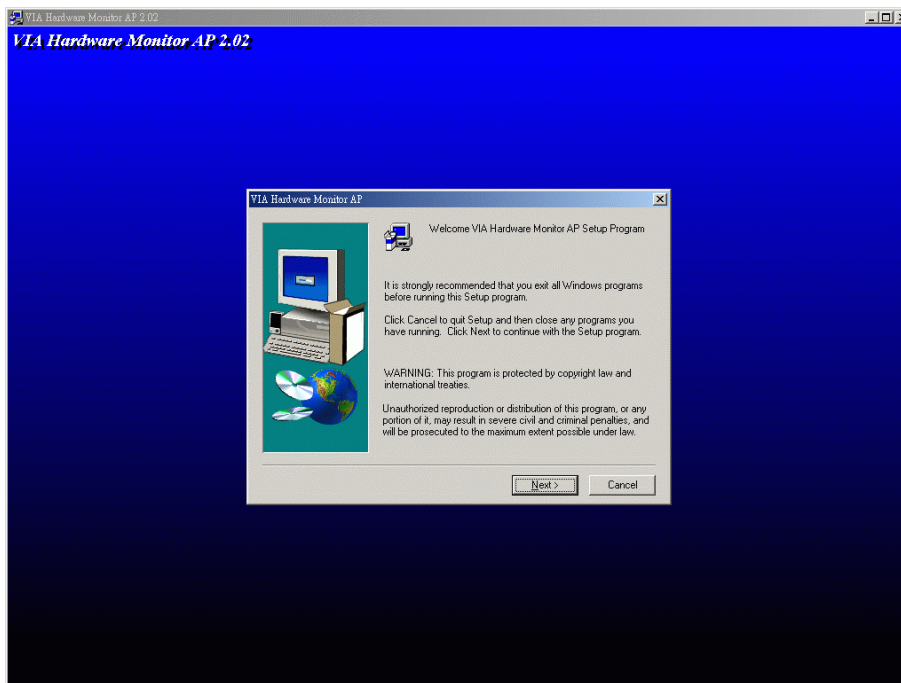 VIA Hardware Monitor AP 2.02
VIA Hardware Monitor AP 2.02
VIA Hardware Monitor AP
Welcome VIA Hardware Monitor AP Setup Program
It is strongly recommended that you exit all Windows programs
before running this Setup program.
Click Cancel to quit Setup and then close any programs you
have running. Click Next to continue with the Setup program.
WARNING: This program is protected by copyright law and
international treaties.
Unauthorized reproduction or distribution of this program, or any
portion of it, may result in severe civil and criminal penalties, and
will be prosecuted to the maximum extent possible under law.
Next >
Cancel